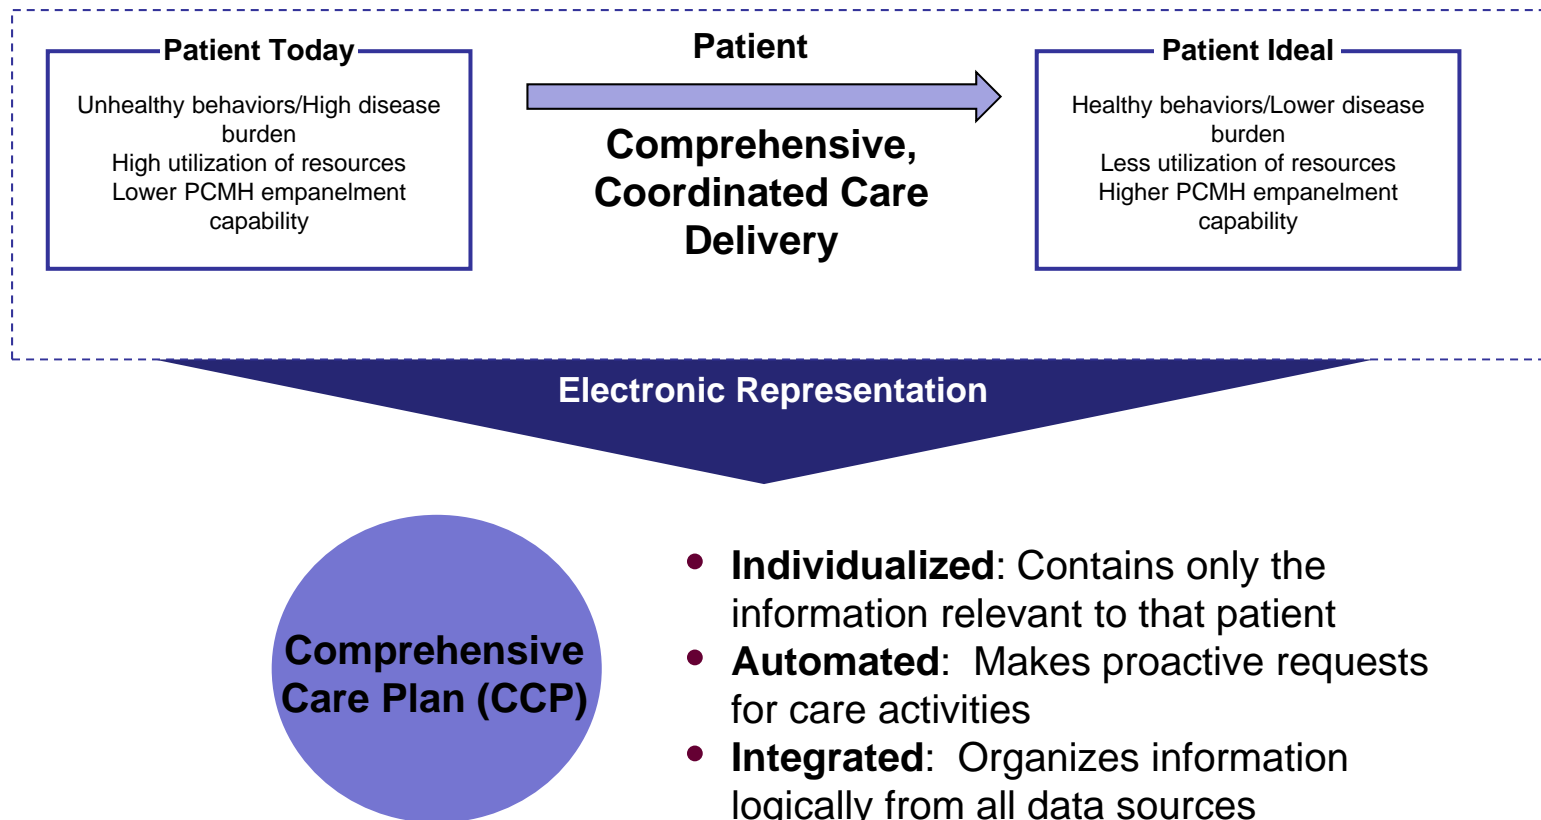 Patient Today
Unhealthy behaviors/High disease
burden
High utilization of resources
Lower PCMH empanelment
capability
Patient
Comprehensive,
Coordinated Care
Delivery
Patient Ideal
Healthy behaviors/Lower disease
burden
Less utilization of resources
Higher PCMH empanelment
capability
Electronic Representation
Comprehensive
Care Plan (CCP)
• Individualized: Contains only the
information relevant to that patient
• Automated:  Makes proactive requests
for care activities
• Integrated:  Organizes information
logically from all data sources